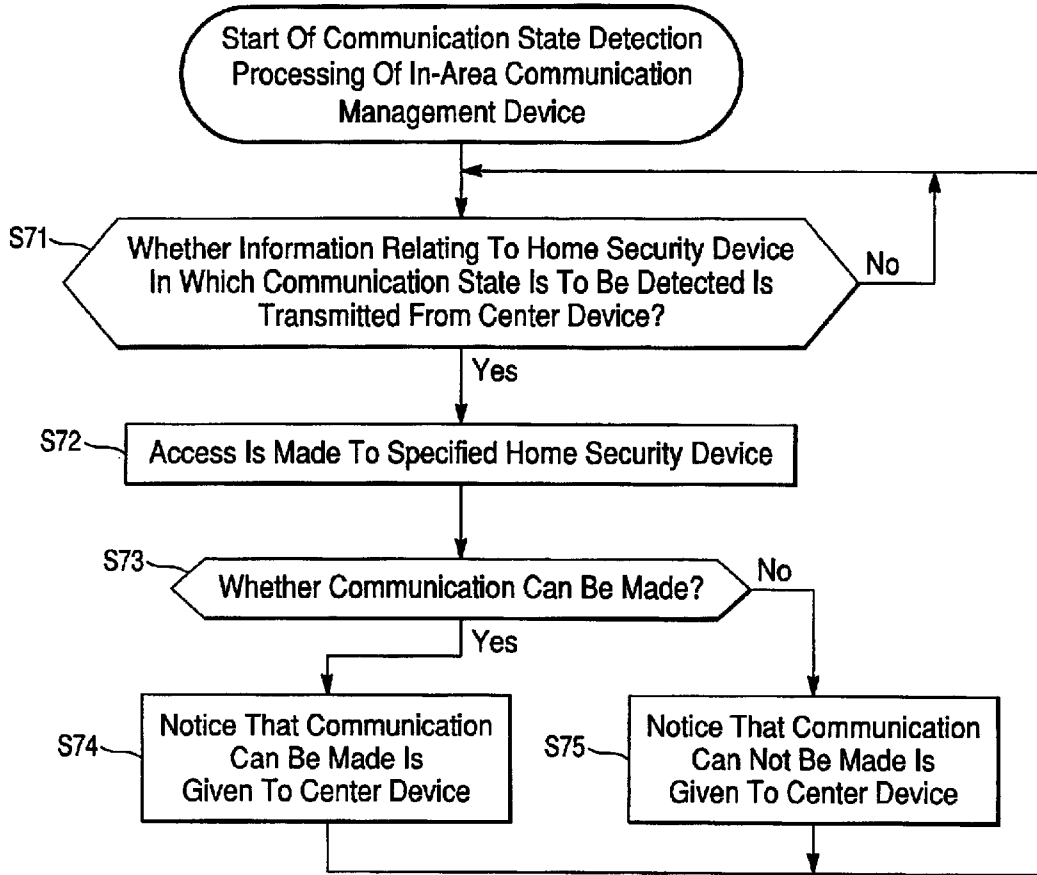 Start Of Communication State Detection
Processing Of In-Area Communication
Management Device
S71
Whether Information Relating To Home Security Device
In Which Communication State Is To Be Detected Is
Transmitted From Center Device?
No
Yes
S72
Access Is Made To Specified Home Security Device
S73
Whether Communication Can Be Made?
No
Yes
S74
Notice That Communication
Can Be Made Is
Given To Center Device
S75
Notice That Communication
Can Not Be Made Is
Given To Center Device